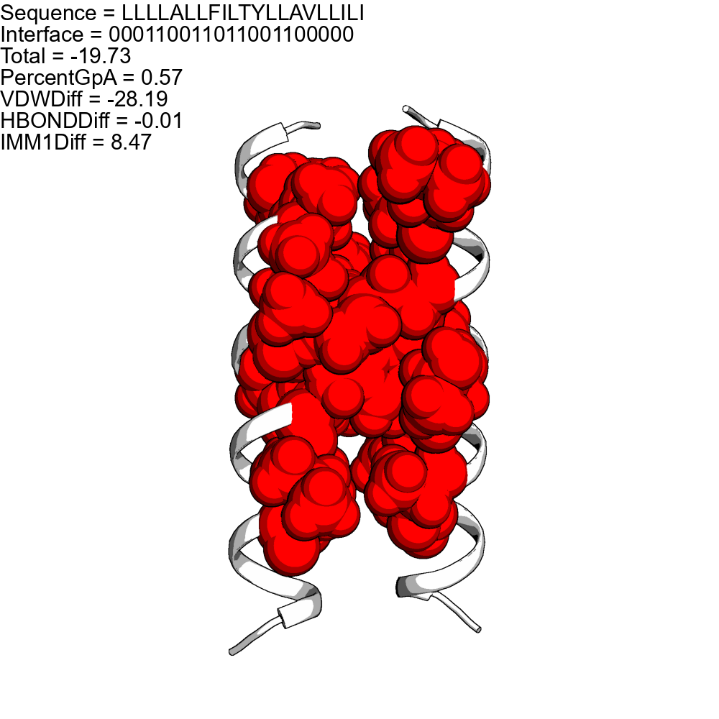 Sequence = LLLLALLFILTYLLAVLLILI
Interface = 000110011011001100000
Total = -19.73
PercentGpA = 0.57
VDWDiff = -28.19
HBONDDiff = -0.01
IMM1Diff = 8.47